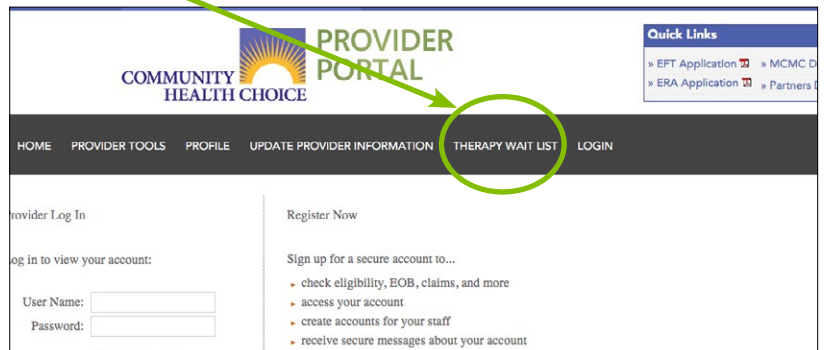 COMMUNITY
HEALTH CHOICE
PROVIDER
PORTAL
Quick Links
» EFT Application » MCMC D
» ERA Application » Partners
HOME PROVIDER TOOLS PROFILE UPDATE PROVIDER INFORMATION THERAPY WAIT LIST LOGIN
rovider Log In
og in to view your account:
User Name:
Password:
Register Now
Sign up for a secure account to...
▸ check eligibility, EOB, claims, and more
▸ access your account
▸ create accounts for your staff
▸ receive secure messages about your account